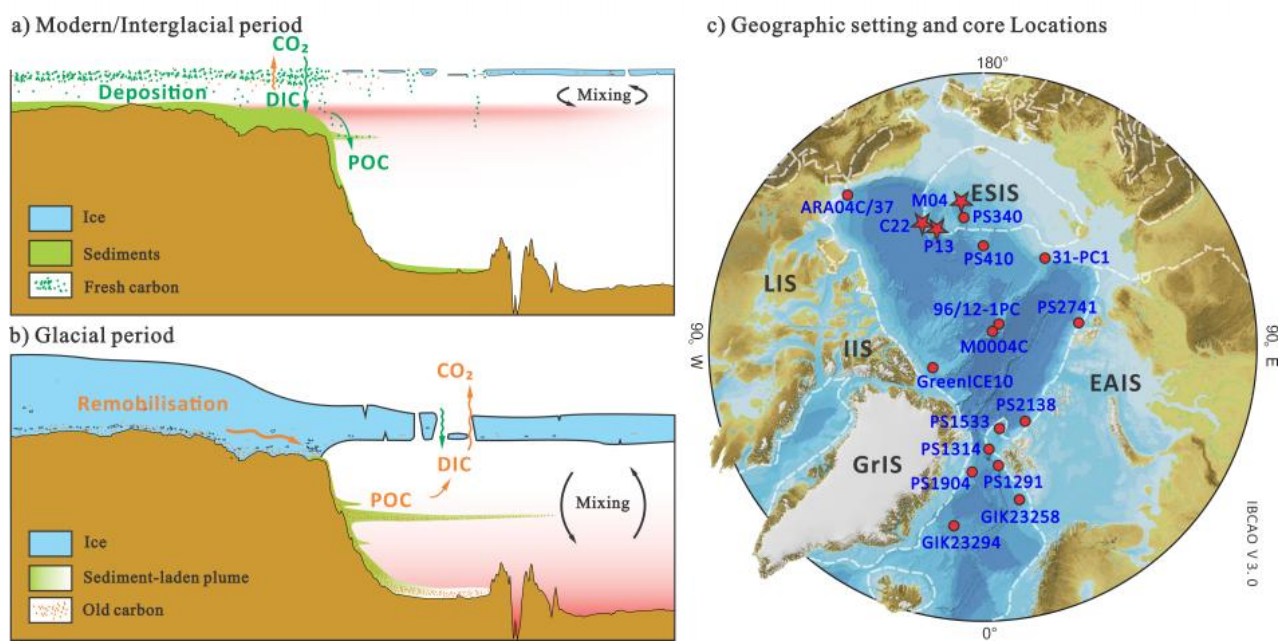 a) Modern/Interglacial period
CO₂
Deposition
DIC
Mixing
POC
Ice
Sediments
Fresh carbon
b) Glacial period
CO₂
Remobilisation
DIC
POC
Mixing
Ice
Sediment-laden plume
Old carbon
c) Geographic setting and core Locations
180°
ARA04C/37
M04
ESIS
C22
PS340
P13
PS410
31-PC1
LIS
96/12-1PC
PS2741
90° W
90° E
M0004C
IIS
GreenICE10
EAIS
PS2138
PS1533
PS1314
GrIS
PS1904
PS1291
GIK23258
GIK23294
IBCAO V 3.0
0°